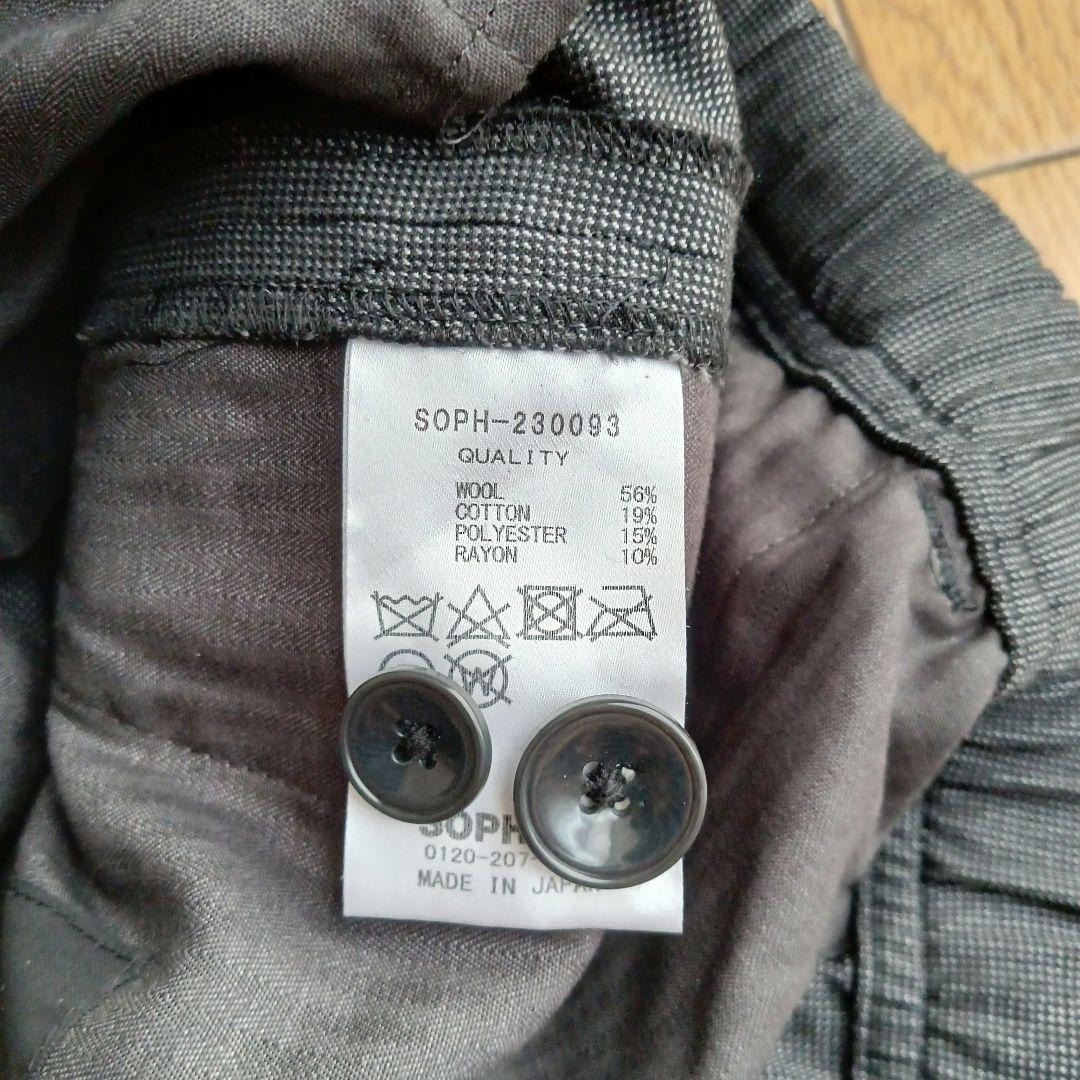 SOPH-230093
QUALITY
WOOL 56%
COTTON 19%
POLYESTER 15%
RAYON 10%
W
SOPH
0120-207-
MADE IN JAPAN